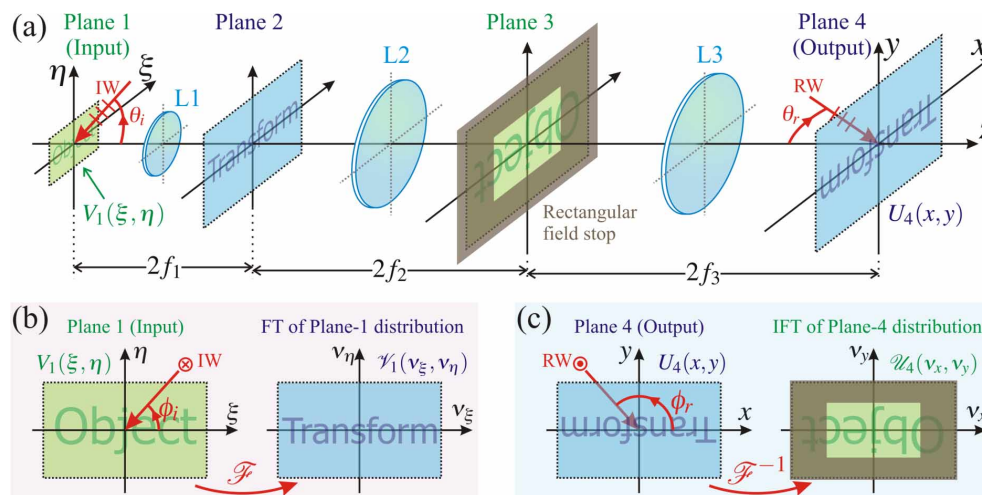 (a)
Plane 1
(Input)
Plane 2
Plane 3
Plane 4
(Output)
η
ξ
IW
θi
L1
L2
L3
RW
θr
y
x
z
Object
Transform
Object
Transform
V1(ξ, η)
Rectangular
field stop
U4(x, y)
2f1
2f2
2f3
(b)
Plane 1 (Input)
FT of Plane-1 distribution
V1(ξ, η)
η
IW
νη
𝒱1(νξ, νη)
Object
ϕi
ξ
Transform
νξ
ℱ
(c)
Plane 4 (Output)
IFT of Plane-4 distribution
RW
y
U4(x, y)
νy
𝒰4(νx, νy)
Transform
ϕr
x
Object
νx
ℱ−1